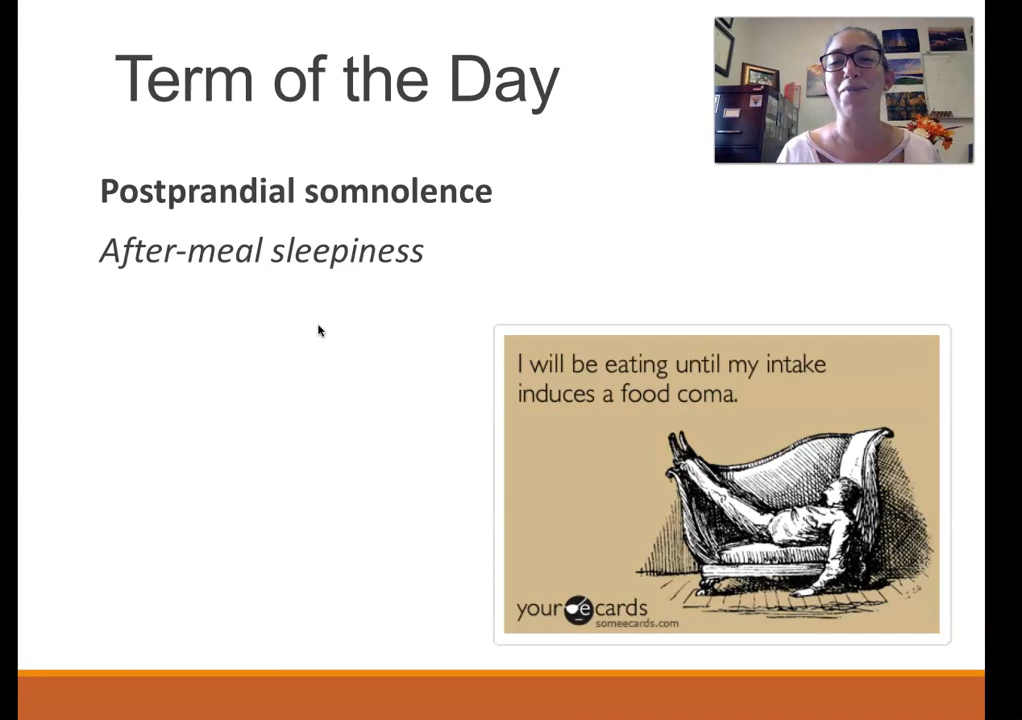 Term of the Day
Postprandial somnolence
After-meal sleepiness
I will be eating until my intake
induces a food coma.
your e cards
someecards.com